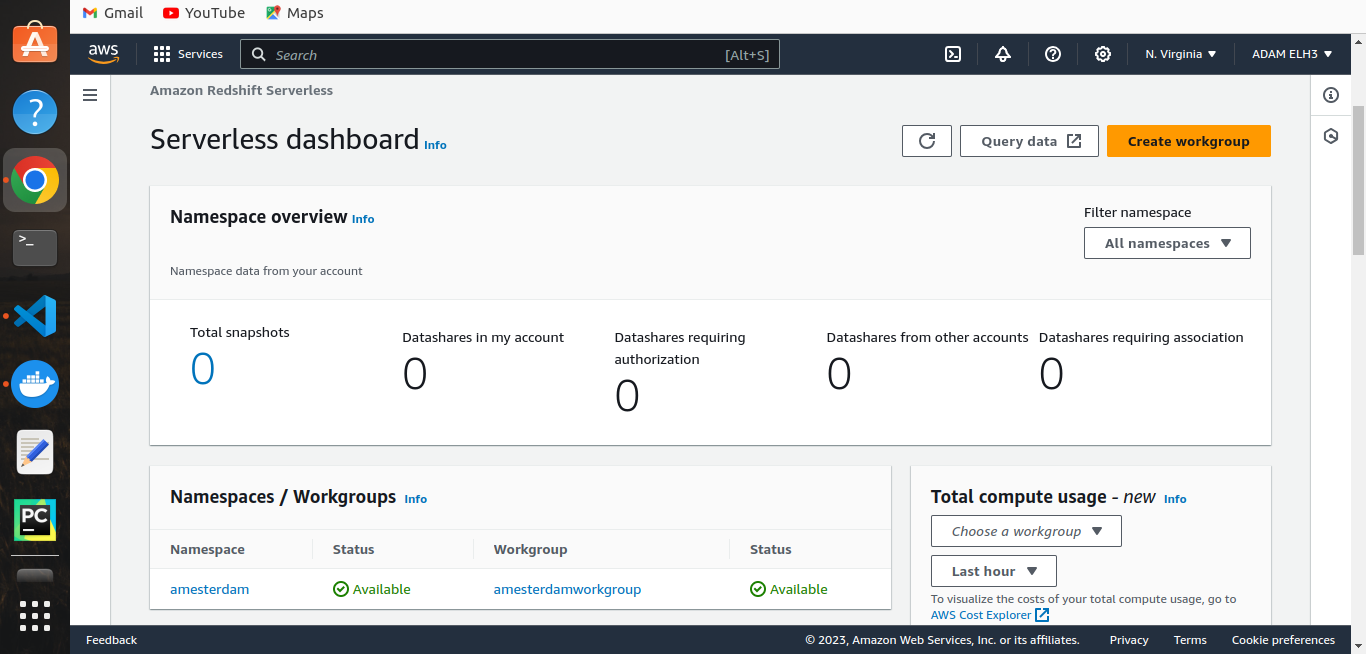 Gmail YouTube Maps
aws Services Search [Alt+S] N. Virginia ADAM ELH3
Amazon Redshift Serverless
Serverless dashboard Info
Query data Create workgroup
Namespace overview Info
Filter namespace
All namespaces
Namespace data from your account
Total snapshots
0
Datashares in my account
0
Datashares requiring
authorization
0
Datashares from other accounts
0
Datashares requiring association
0
Namespaces / Workgroups Info
Namespace Status Workgroup Status
amesterdam Available amesterdamworkgroup Available
Total compute usage - new Info
Choose a workgroup
Last hour
To visualize the costs of your total compute usage, go to
AWS Cost Explorer
PC
Feedback © 2023, Amazon Web Services, Inc. or its affiliates. Privacy Terms Cookie preferences